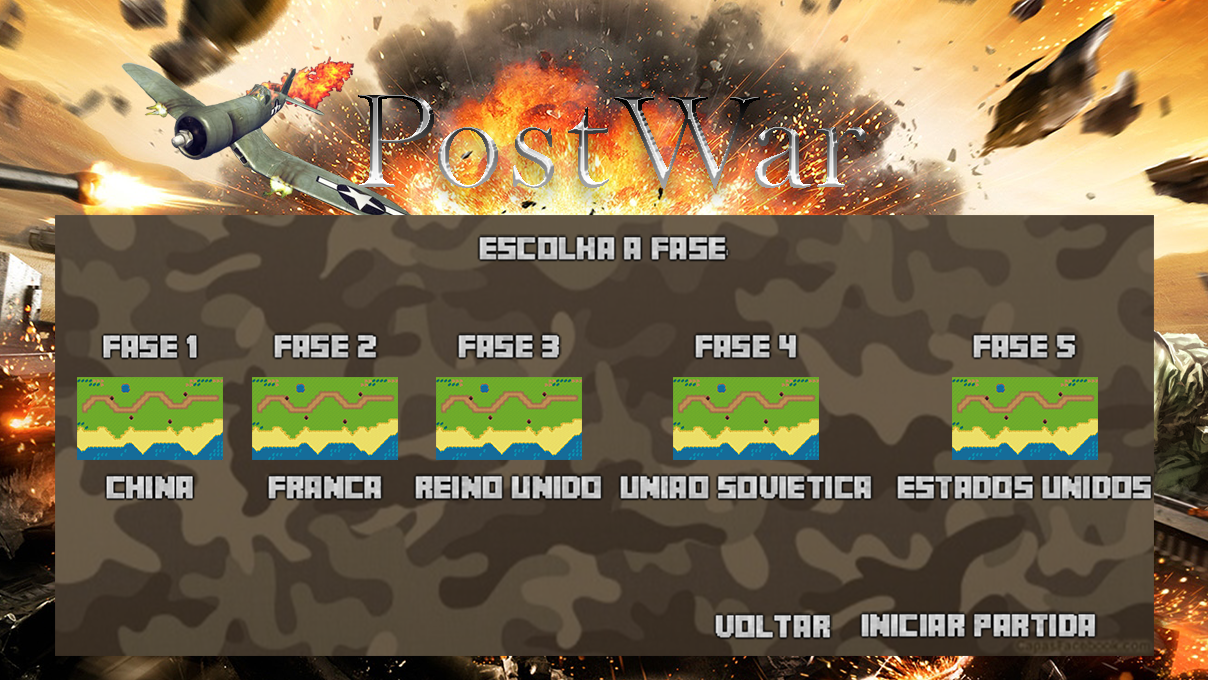 PostWar
ESCOLHA A FASE
FASE 1 FASE 2 FASE 3 FASE 4 FASE 5
CHINA FRANCA REINO UNIDO UNIAO SOVIETICA ESTADOS UNIDOS
VOLTAR INICIAR PARTIDA